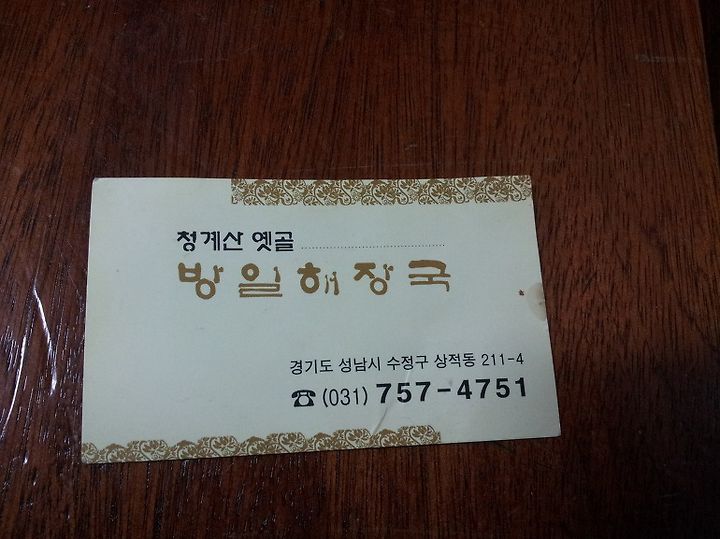 청계산 옛골
방일해장국
경기도 성남시 수정구 상적동 211-4
☎ (031) 757-4751